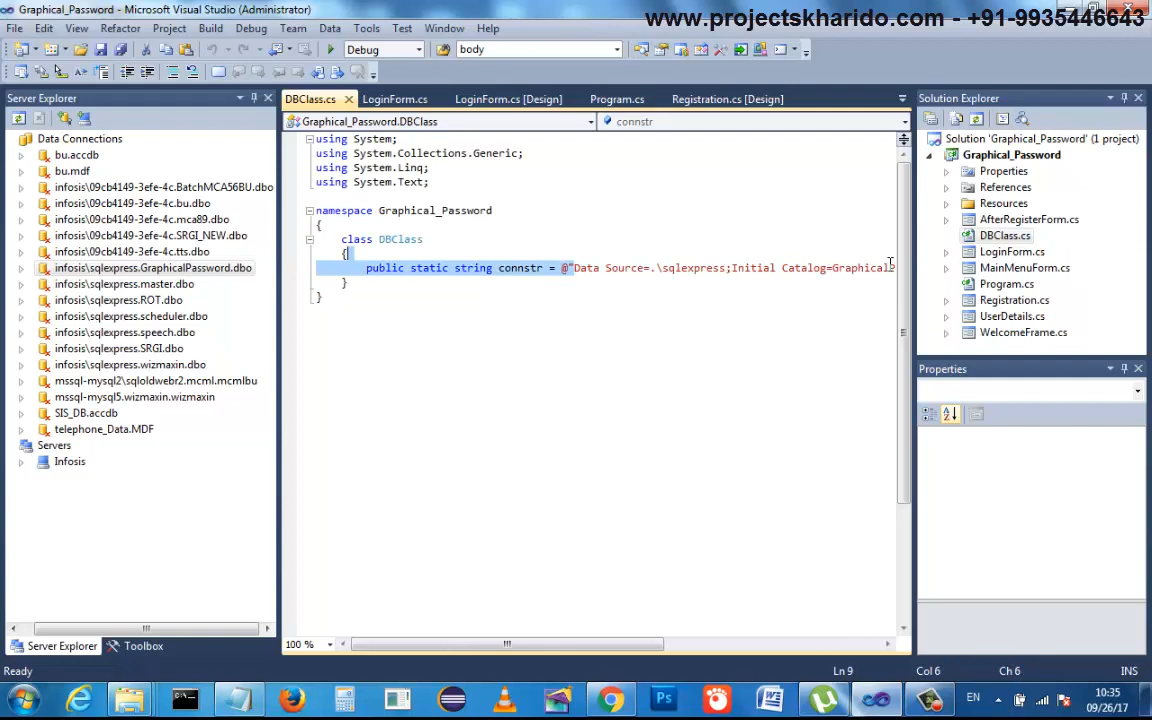 Graphical_Password - Microsoft Visual Studio (Administrator)
www.projectskharido.com - +91-9935446643
File Edit View Refactor Project Build Debug Team Data Tools Test Window Help
Debug body
Server Explorer
DBClass.cs LoginForm.cs LoginForm.cs [Design] Program.cs Registration.cs [Design]
Solution Explorer
Graphical_Password.DBClass connstr
Data Connections
bu.accdb
bu.mdf
infosis\09cb4149-3efe-4c.BatchMCA56BU.dbo
infosis\09cb4149-3efe-4c.bu.dbo
infosis\09cb4149-3efe-4c.mca89.dbo
infosis\09cb4149-3efe-4c.SRGI_NEW.dbo
infosis\09cb4149-3efe-4c.tts.dbo
infosis\sqlexpress.GraphicalPassword.dbo
infosis\sqlexpress.master.dbo
infosis\sqlexpress.ROT.dbo
infosis\sqlexpress.scheduler.dbo
infosis\sqlexpress.speech.dbo
infosis\sqlexpress.SRGI.dbo
infosis\sqlexpress.wizmaxin.dbo
mssql-mysql2\sqloldwebr2.mcml.mcmlbu
mssql-mysql5.wizmaxin.wizmaxin
SIS_DB.accdb
telephone_Data.MDF
Servers
Infosis
using System;
using System.Collections.Generic;
using System.Linq;
using System.Text;
namespace Graphical_Password
{
class DBClass
{
public static string connstr = @"Data Source=.\sqlexpress;Initial Catalog=GraphicalP
}
}
Solution 'Graphical_Password' (1 project)
Graphical_Password
Properties
References
Resources
AfterRegisterForm.cs
DBClass.cs
LoginForm.cs
MainMenuForm.cs
Program.cs
Registration.cs
UserDetails.cs
WelcomeFrame.cs
Properties
100 %
Server Explorer Toolbox
Ready Ln 9 Col 6 Ch 6 INS
EN 10:35
09/26/17